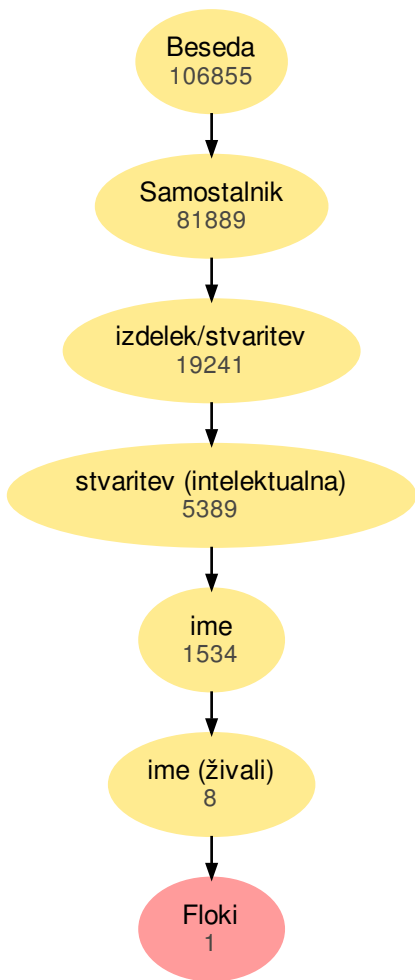 Beseda
106855
Samostalnik
81889
izdelek/stvaritev
19241
stvaritev (intelektualna)
5389
ime
1534
ime (živali)
8
Floki
1